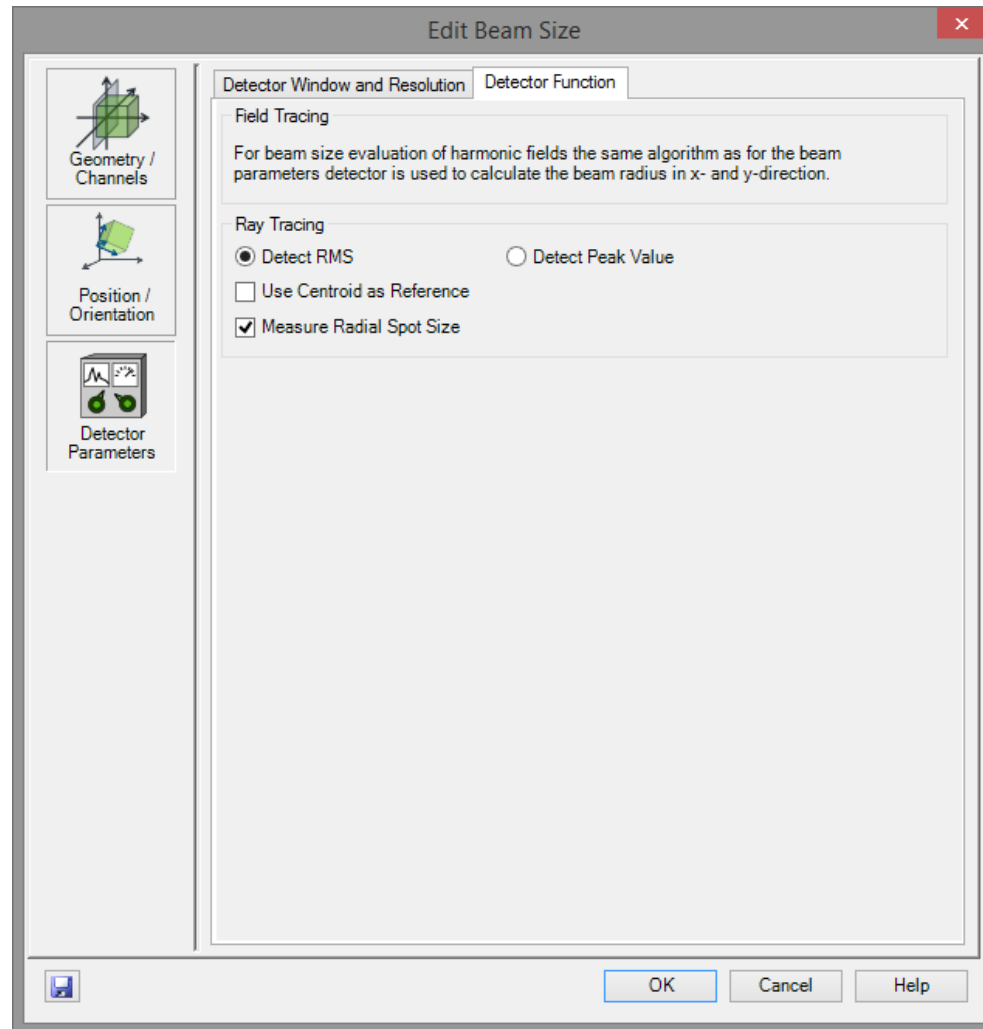 Edit Beam Size
Geometry /
Channels
Position /
Orientation
Detector
Parameters
Detector Window and Resolution
Detector Function
Field Tracing
For beam size evaluation of harmonic fields the same algorithm as for the beam
parameters detector is used to calculate the beam radius in x- and y-direction.
Ray Tracing
Detect RMS
Detect Peak Value
Use Centroid as Reference
Measure Radial Spot Size
OK
Cancel
Help